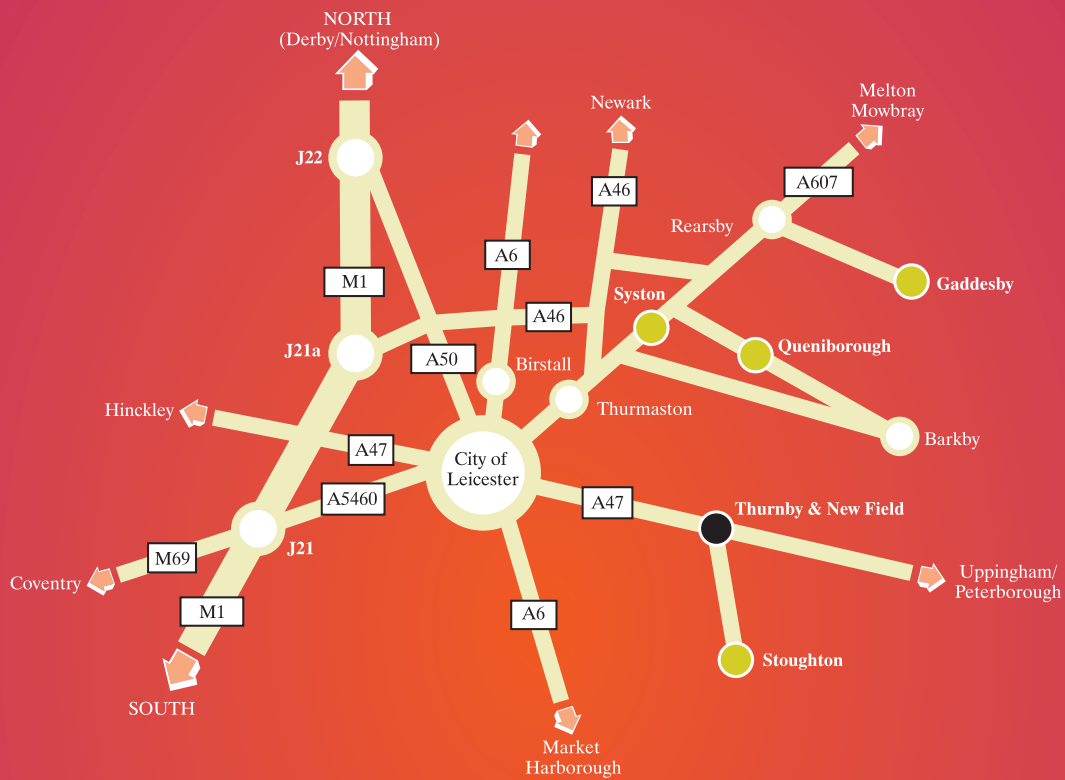 NORTH
(Derby/Nottingham)
Melton
Mowbray
Newark
J22
A607
A46
Rearsby
A6
M1
Gaddesby
Syston
A46
J21a
A50
Queniborough
Birstall
Hinckley
Thurmaston
Barkby
A47
City of
Leicester
A5460
A47
Thurnby & New Field
J21
M69
Coventry
Uppingham/
Peterborough
M1
A6
Stoughton
SOUTH
Market
Harborough